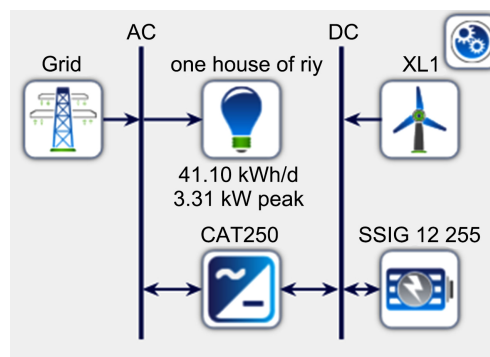 AC
DC
Grid
one house of riy
XL1
41.10 kWh/d
3.31 kW peak
CAT250
SSIG 12 255